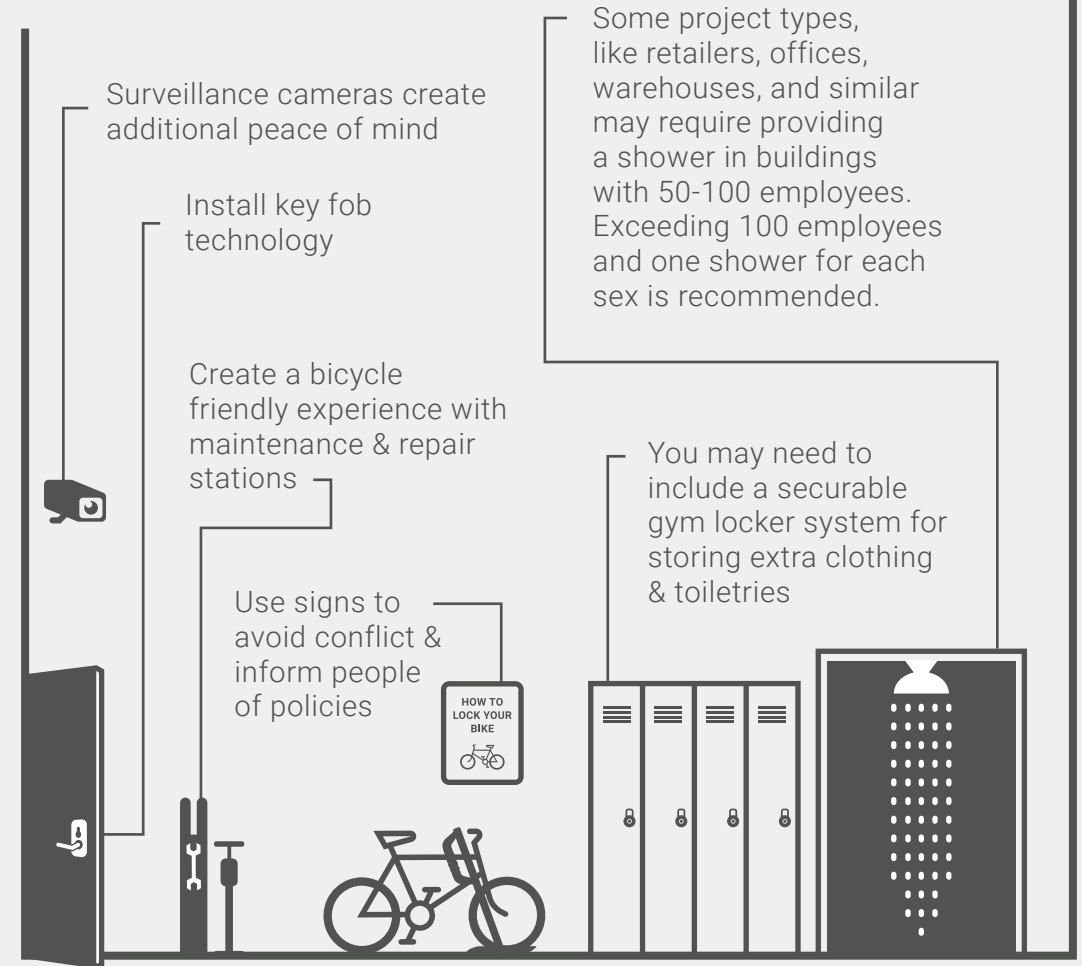 Some project types,
like retailers, offices,
warehouses, and similar
may require providing
a shower in buildings
with 50-100 employees.
Exceeding 100 employees
and one shower for each
sex is recommended.
Surveillance cameras create
additional peace of mind
Install key fob
technology
Create a bicycle
friendly experience with
maintenance & repair
stations
You may need to
include a securable
gym locker system for
storing extra clothing
& toiletries
Use signs to
avoid conflict &
inform people
of policies
HOW TO
LOCK YOUR
BIKE